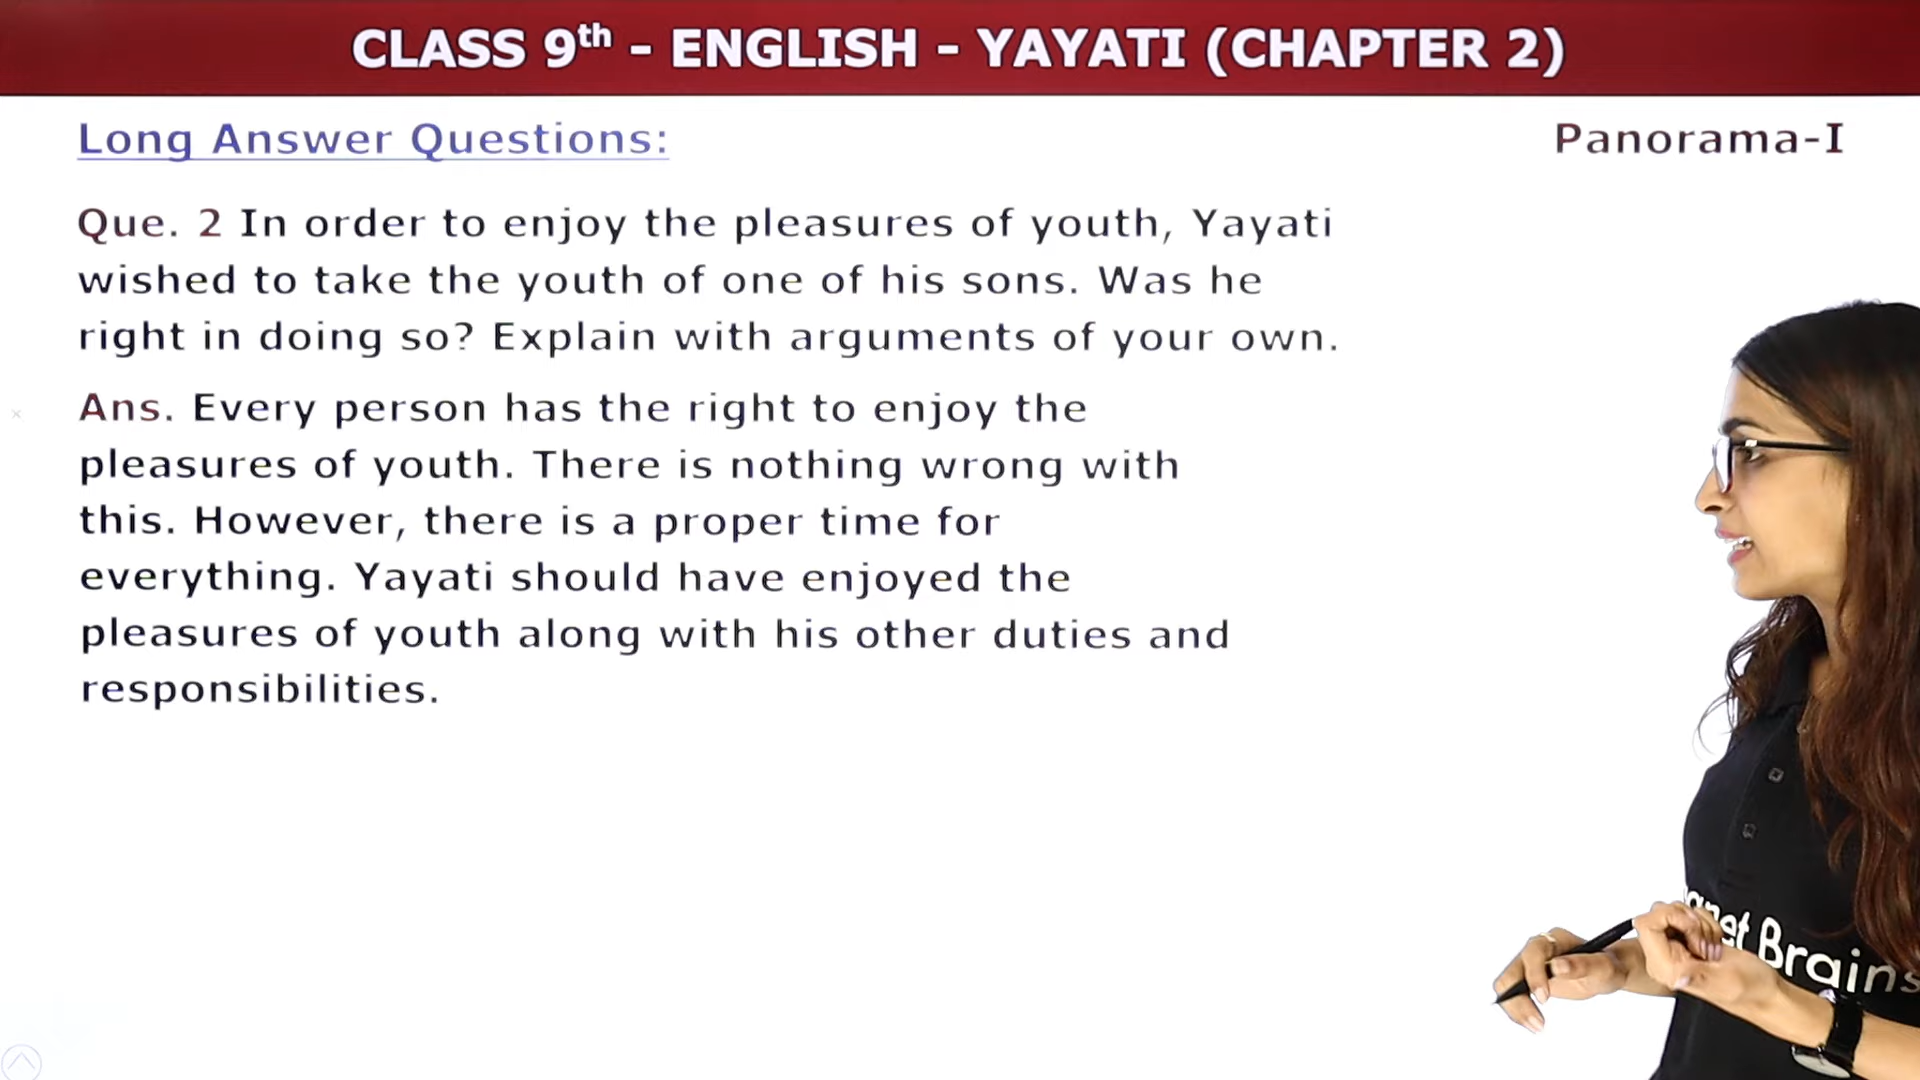 CLASS 9th - ENGLISH - YAYATI (CHAPTER 2)
Long Answer Questions:
Panorama-I
Que. 2 In order to enjoy the pleasures of youth, Yayati
wished to take the youth of one of his sons. Was he
right in doing so? Explain with arguments of your own.
Ans. Every person has the right to enjoy the
pleasures of youth. There is nothing wrong with
this. However, there is a proper time for
everything. Yayati should have enjoyed the
pleasures of youth along with his other duties and
responsibilities.
Brains